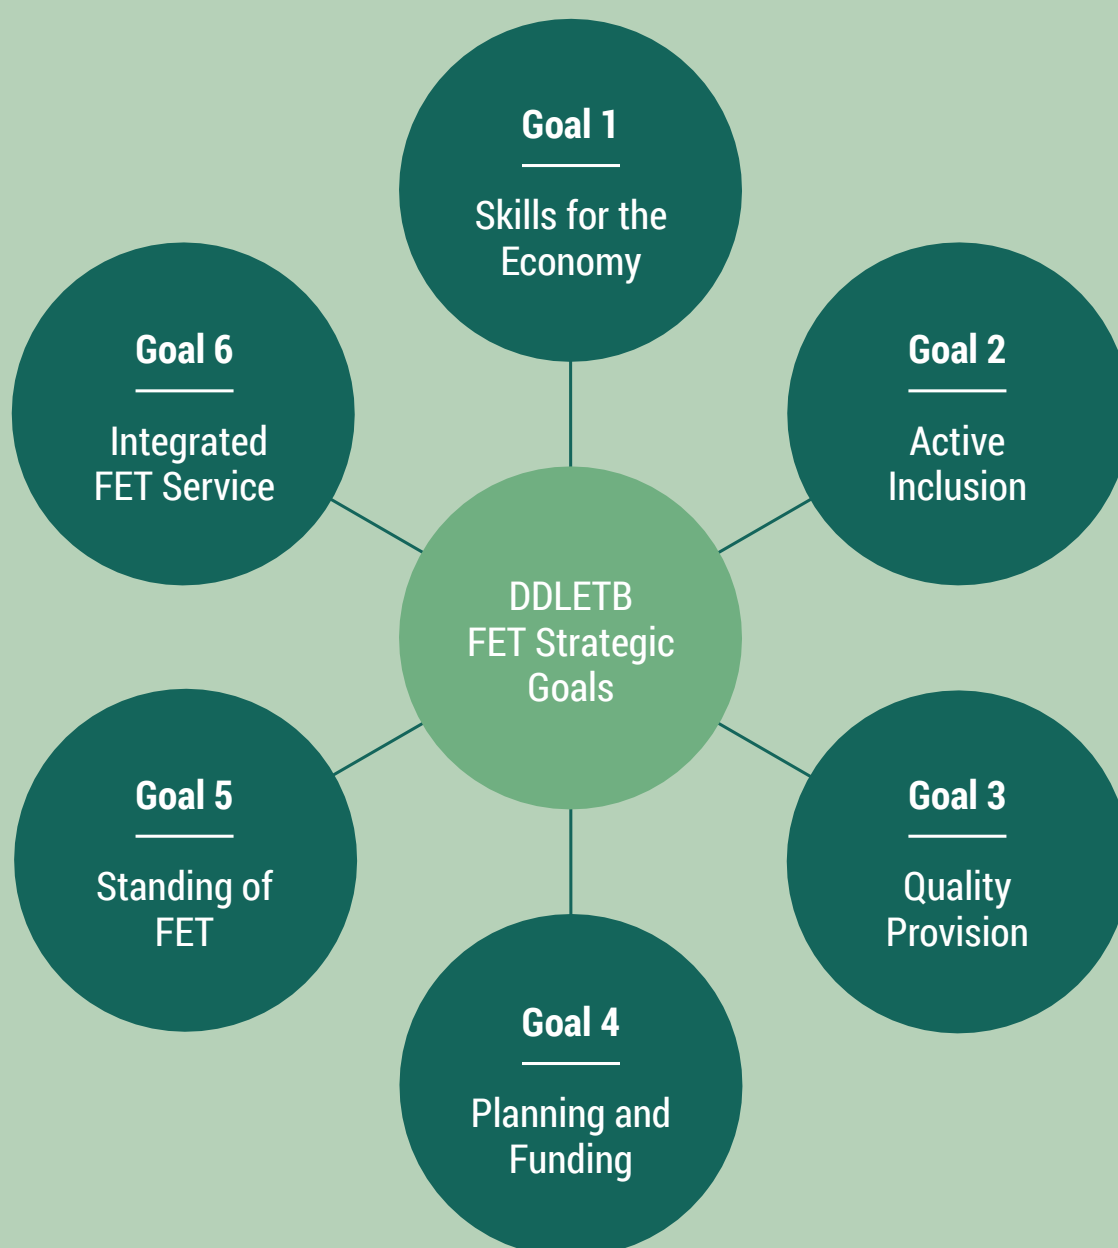 Goal 1
Skills for the
Economy
Goal 2
Active
Inclusion
Goal 3
Quality
Provision
Goal 4
Planning and
Funding
Goal 5
Standing of
FET
Goal 6
Integrated
FET Service
DDLETB
FET Strategic
Goals